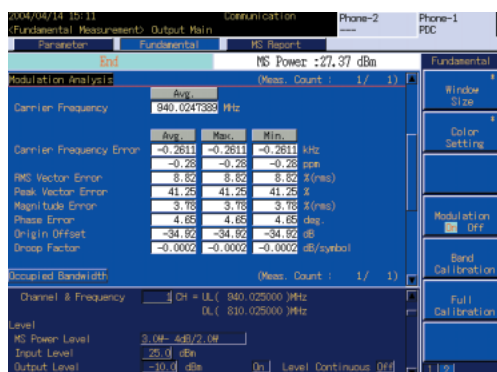 2004/04/14 15:11 Communication Phone-2 Phone-1
<Fundamental Measurement> Output Main ---- PDC
Parameter Fundamental MS Report
End MS Power :27.37 dBm Fundamental
Modulation Analysis (Meas. Count : 1/ 1)
Window Size
Avg.
Carrier Frequency 940.0247389 MHz
Color Setting
Avg. Max. Min.
Carrier Frequency Error -0.2611 -0.2611 -0.2611 kHz
-0.28 -0.28 -0.28 ppm
RMS Vector Error 8.82 8.82 8.82 %(rms)
Peak Vector Error 41.25 41.25 41.25 %
Magnitude Error 3.78 3.78 3.78 %(rms)
Phase Error 4.65 4.65 4.65 deg.
Origin Offset -34.92 -34.92 -34.92 dB
Droop Factor -0.0002 -0.0002 -0.0002 dB/symbol
Modulation
On Off
Band Calibration
Occupied Bandwidth (Meas. Count : 1/ 1)
Channel & Frequency 1 CH = UL( 940.025000 )MHz
DL( 810.025000 )MHz
Full Calibration
Level
MS Power Level 3.0W- 4dB/2.0W
Input Level 25.0 dBm
Output Level -10.0 dBm On Level Continuous Off
1 2